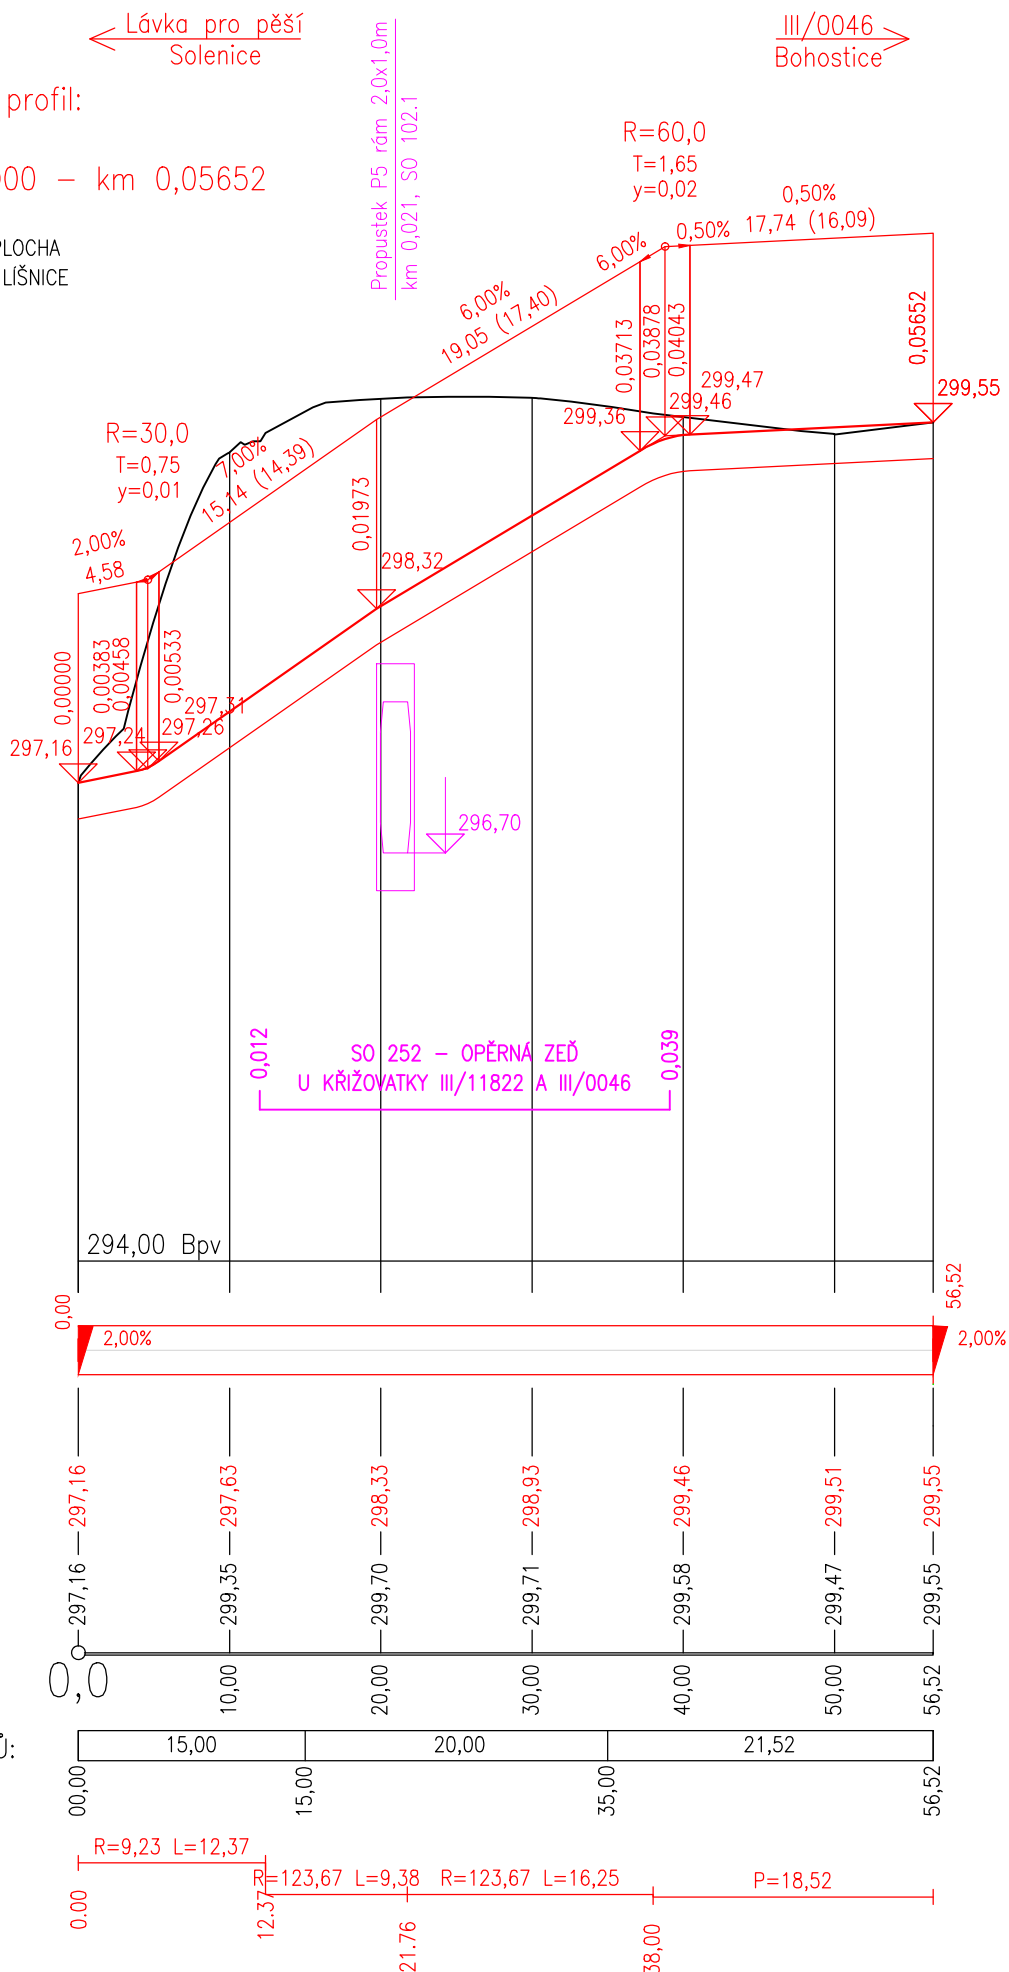 Lávka pro pěší
Solenice
III/0046
Bohostice
profil:
000 – km 0,05652
PLOCHA
LÍŠNICE
Propustek P5 rám 2,0x1,0m
km 0,021, SO 102.1
R=60,0
T=1,65
y=0,02
0,50%
17,74 (16,09)
0,50%
6,00%
6,00%
19,05 (17,40)
0,03713
0,03878
0,04043
0,05652
299,47
299,46
299,36
299,55
R=30,0
T=0,75
y=0,01
7,00%
15,14 (14,39)
0,01973
298,32
2,00%
4,58
0,00000
0,00383
0,00458
0,00533
297,31
297,16
297,24
297,26
296,70
0,012
SO 252 – OPĚRNÁ ZEĎ
U KŘIŽOVATKY III/11822 A III/0046
0,039
294,00 Bpv
0,00
56,52
2,00%
2,00%
297,16
297,63
298,33
298,93
299,46
299,51
299,55
297,16
299,35
299,70
299,71
299,58
299,47
299,55
0,0
10,00
20,00
30,00
40,00
50,00
56,52
Ů:
15,00
20,00
21,52
00,00
15,00
35,00
56,52
R=9,23 L=12,37
R=123,67 L=9,38
R=123,67 L=16,25
P=18,52
0.00
12.37
21.76
38,00